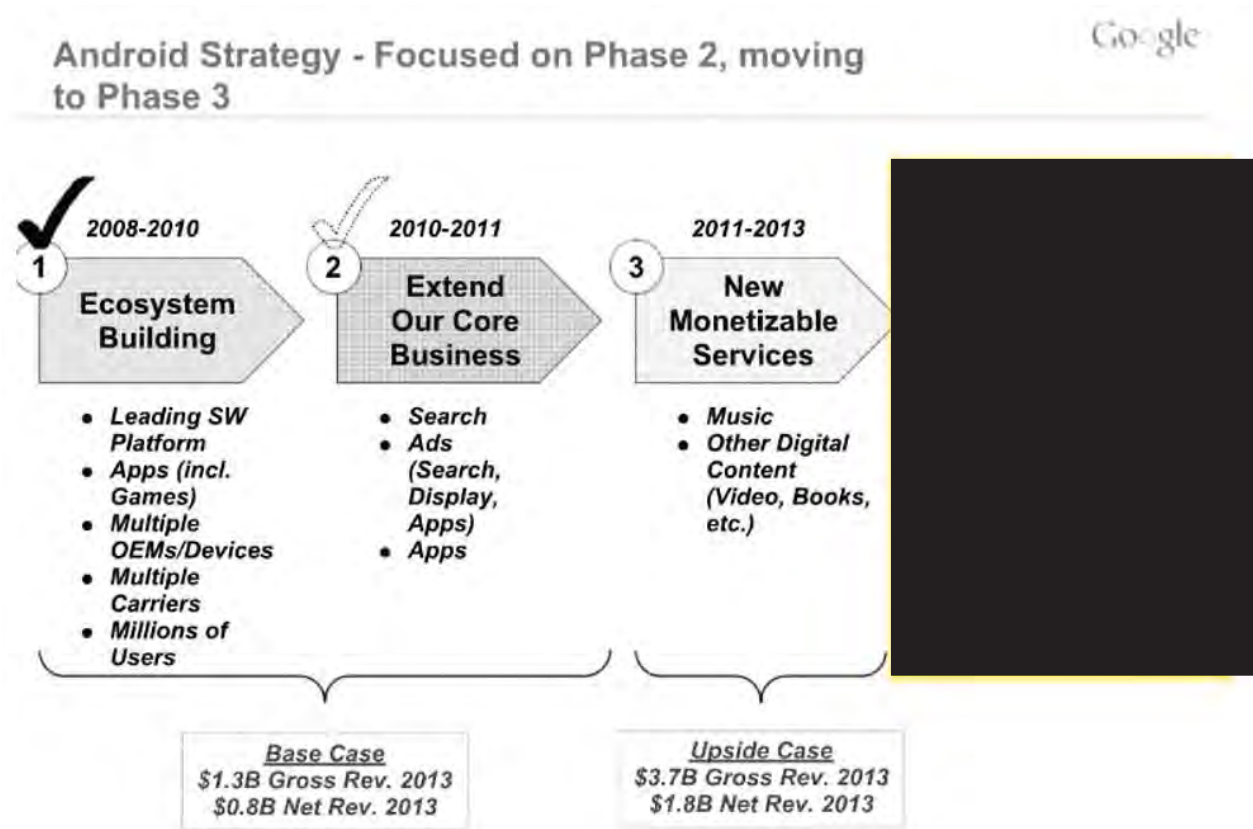 Google
Android Strategy - Focused on Phase 2, moving
to Phase 3
2008-2010
1
Ecosystem
Building
● Leading SW
Platform
● Apps (incl.
Games)
● Multiple
OEMs/Devices
● Multiple
Carriers
● Millions of
Users
2010-2011
2
Extend
Our Core
Business
● Search
● Ads
(Search,
Display,
Apps)
● Apps
2011-2013
3
New
Monetizable
Services
● Music
● Other Digital
Content
(Video, Books,
etc.)
Base Case
$1.3B Gross Rev. 2013
$0.8B Net Rev. 2013
Upside Case
$3.7B Gross Rev. 2013
$1.8B Net Rev. 2013